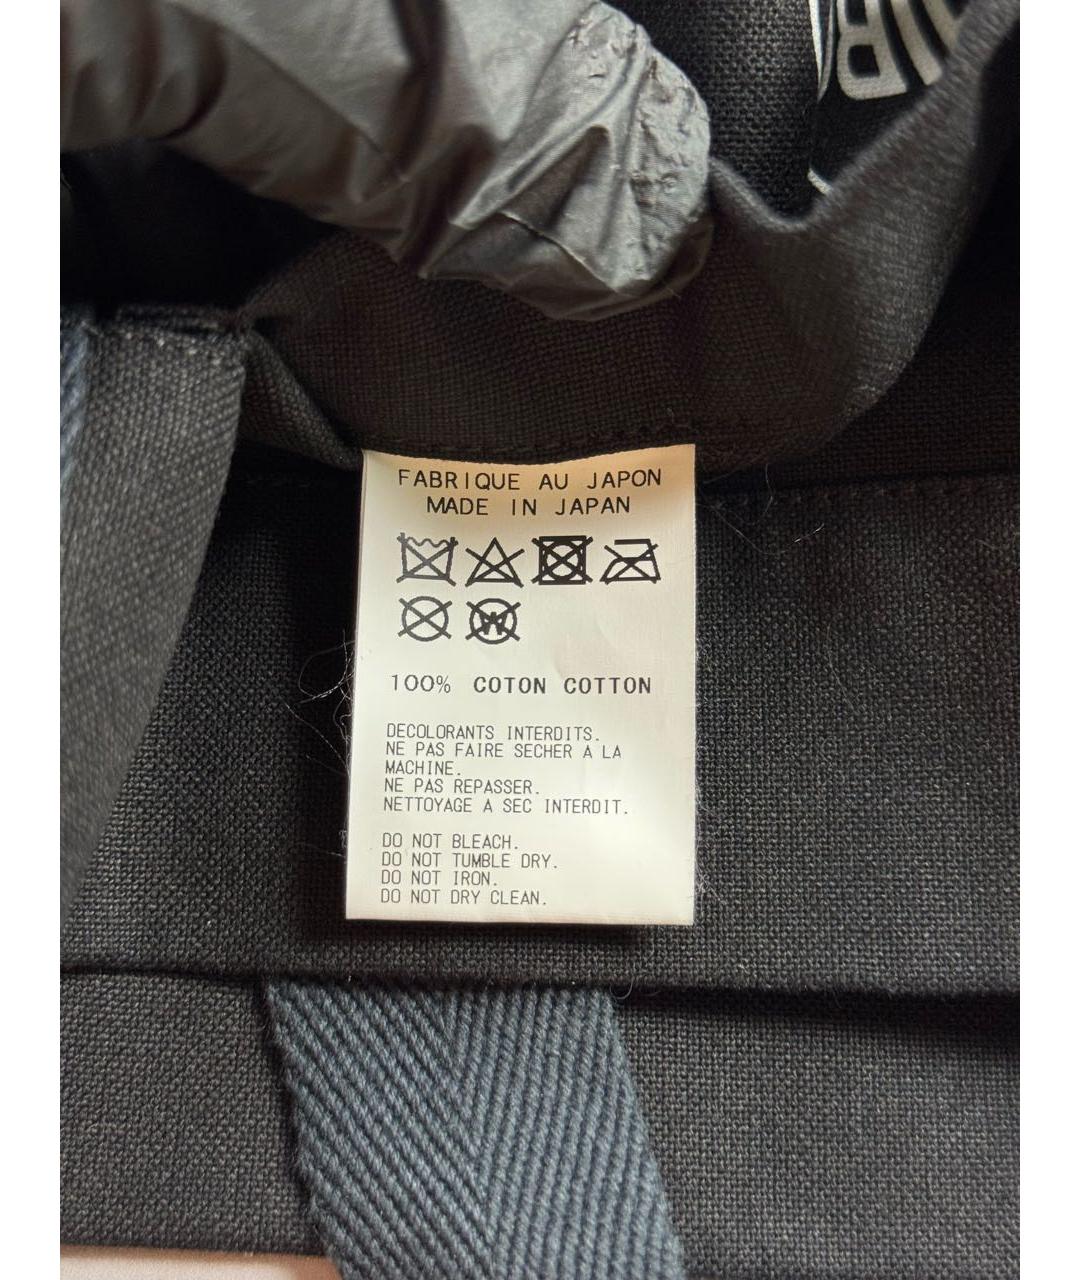 FABRIQUE AU JAPON
MADE IN JAPAN
W
100% COTON COTTON
DECOLORANTS INTERDITS.
NE PAS FAIRE SECHER A LA
MACHINE.
NE PAS REPASSER.
NETTOYAGE A SEC INTERDIT.
DO NOT BLEACH.
DO NOT TUMBLE DRY.
DO NOT IRON.
DO NOT DRY CLEAN.